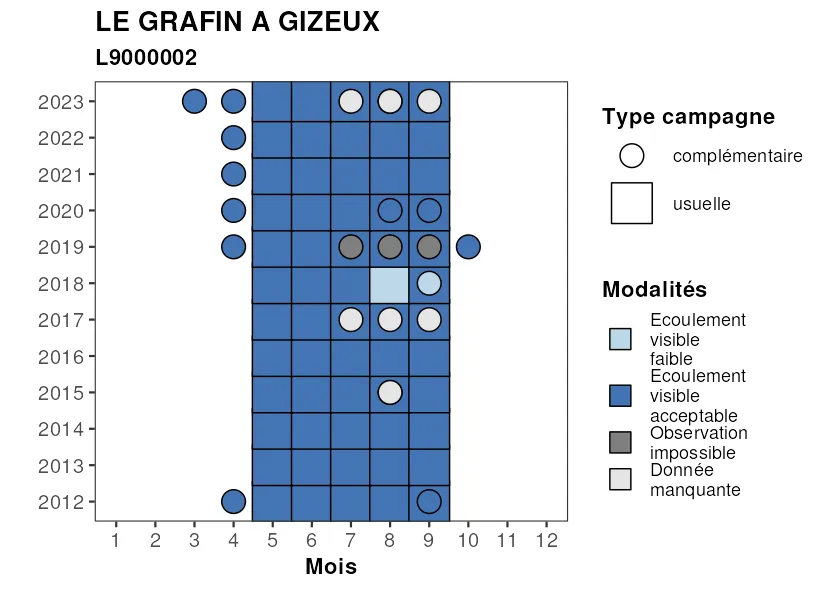 LE GRAFIN A GIZEUX
L9000002
2023
2022
2021
2020
2019
2018
2017
2016
2015
2014
2013
2012
1 2 3 4 5 6 7 8 9 10 11 12
Mois
Type campagne
complémentaire
usuelle
Modalités
Ecoulement
visible
faible
Ecoulement
visible
acceptable
Observation
impossible
Donnée
manquante